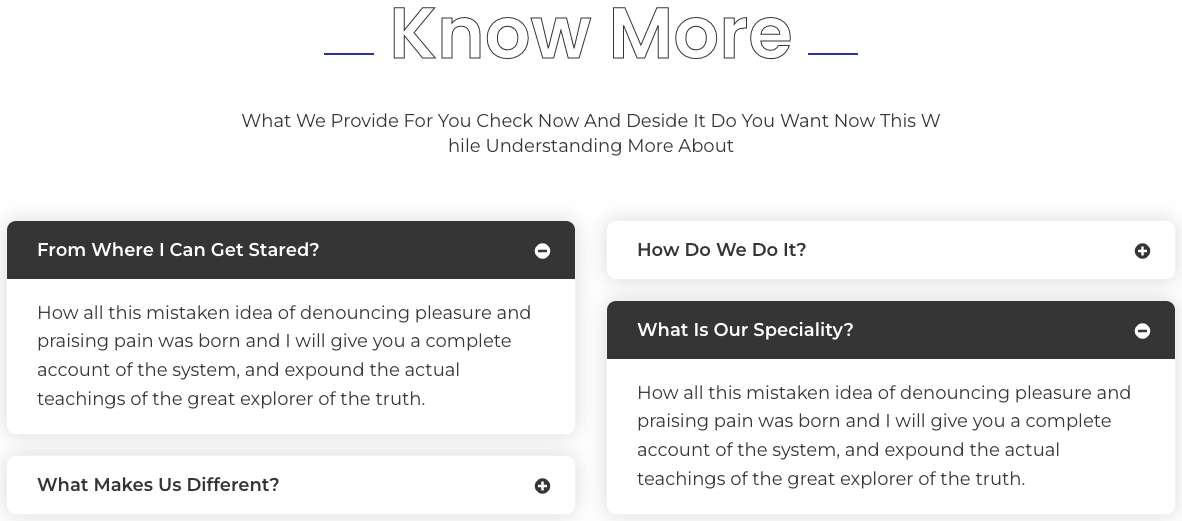 Know More
What We Provide For You Check Now And Deside It Do You Want Now This W
hile Understanding More About
From Where I Can Get Stared?
How all this mistaken idea of denouncing pleasure and
praising pain was born and I will give you a complete
account of the system, and expound the actual
teachings of the great explorer of the truth.
What Makes Us Different?
How Do We Do It?
What Is Our Speciality?
How all this mistaken idea of denouncing pleasure and
praising pain was born and I will give you a complete
account of the system, and expound the actual
teachings of the great explorer of the truth.